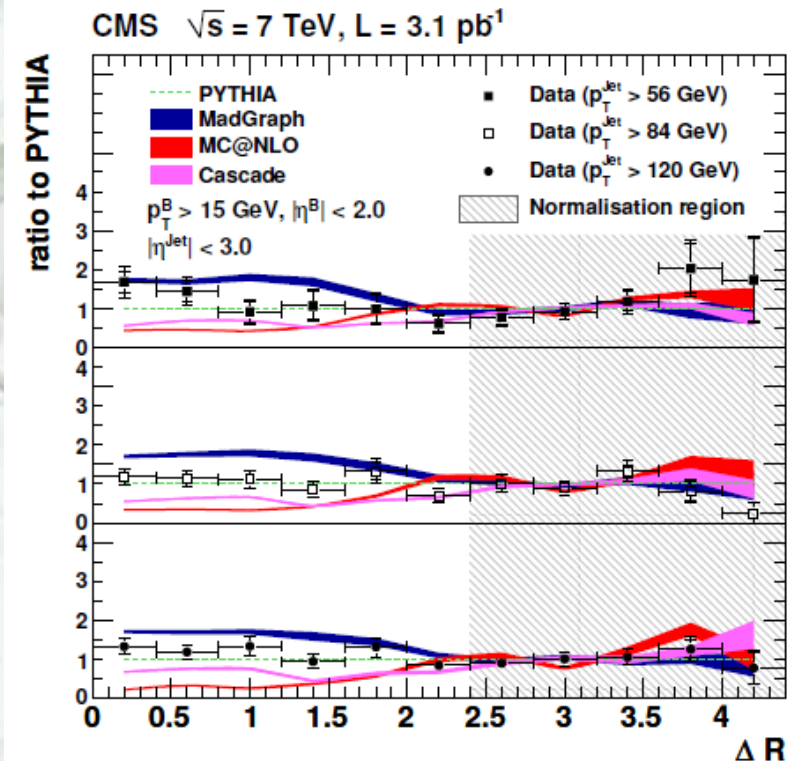 CMS √s = 7 TeV, L = 3.1 pb⁻¹
ratio to PYTHIA
PYTHIA
MadGraph
MC@NLO
Cascade
p_T^B > 15 GeV, |η^B| < 2.0
|η^Jet| < 3.0
Data (p_T^Jet > 56 GeV)
Data (p_T^Jet > 84 GeV)
Data (p_T^Jet > 120 GeV)
Normalisation region
4
3
2
1
0
4
3
2
1
0
4
3
2
1
0
0 0.5 1 1.5 2 2.5 3 3.5 4
Δ R